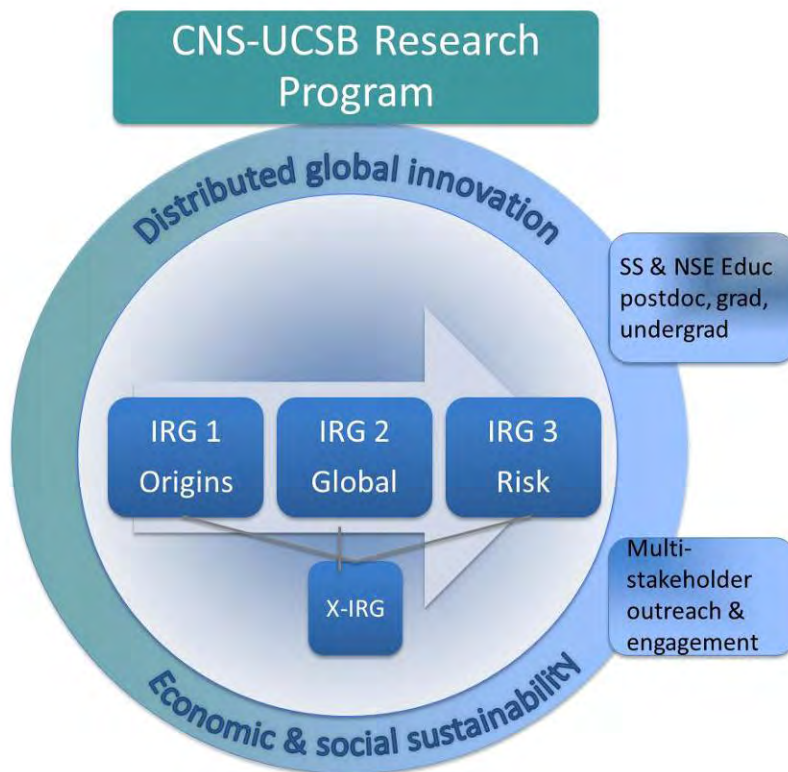 CNS-UCSB Research
Program
Distributed global innovation
SS & NSE Educ
postdoc, grad,
undergrad
IRG 1
Origins
IRG 2
Global
IRG 3
Risk
X-IRG
Multi-
stakeholder
outreach &
engagement
Economic & social sustainability